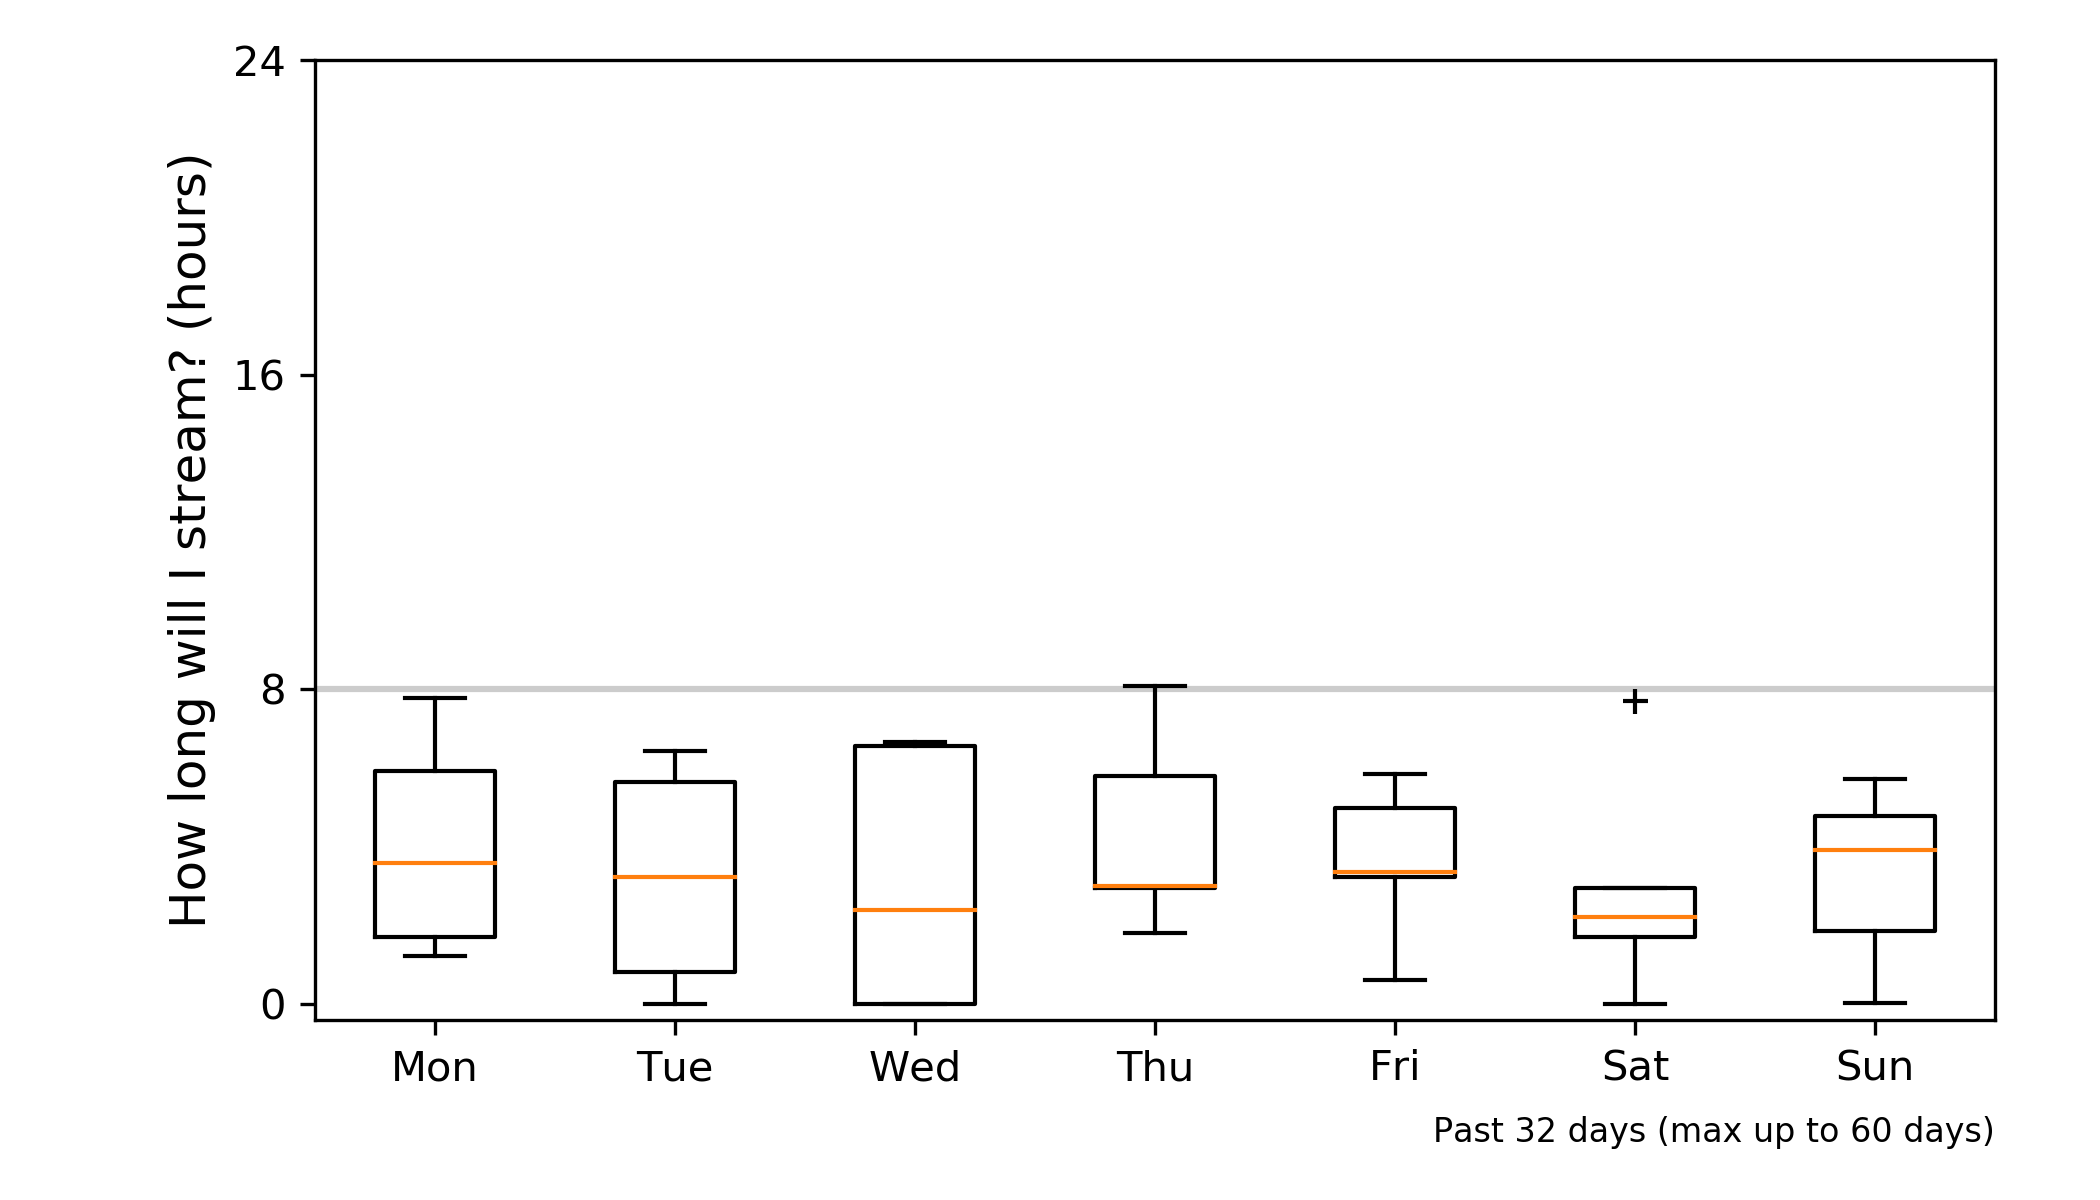 24
16
8
0
How long will I stream? (hours)
Mon Tue Wed Thu Fri Sat Sun
Past 32 days (max up to 60 days)